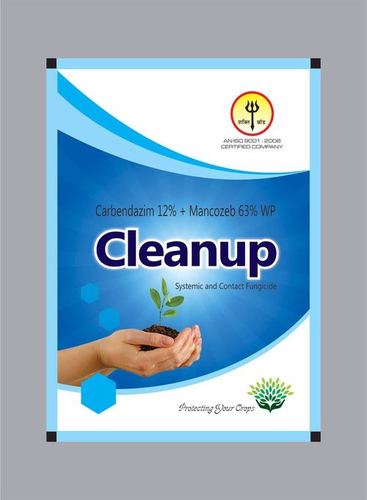 शक्ति छॉद
AN ISO 9001 : 2008
CERTIFIED COMPANY
Carbendazim 12% + Mancozeb 63% WP
Cleanup
Systemic and Contact Fungicide
Protecting Your Crops